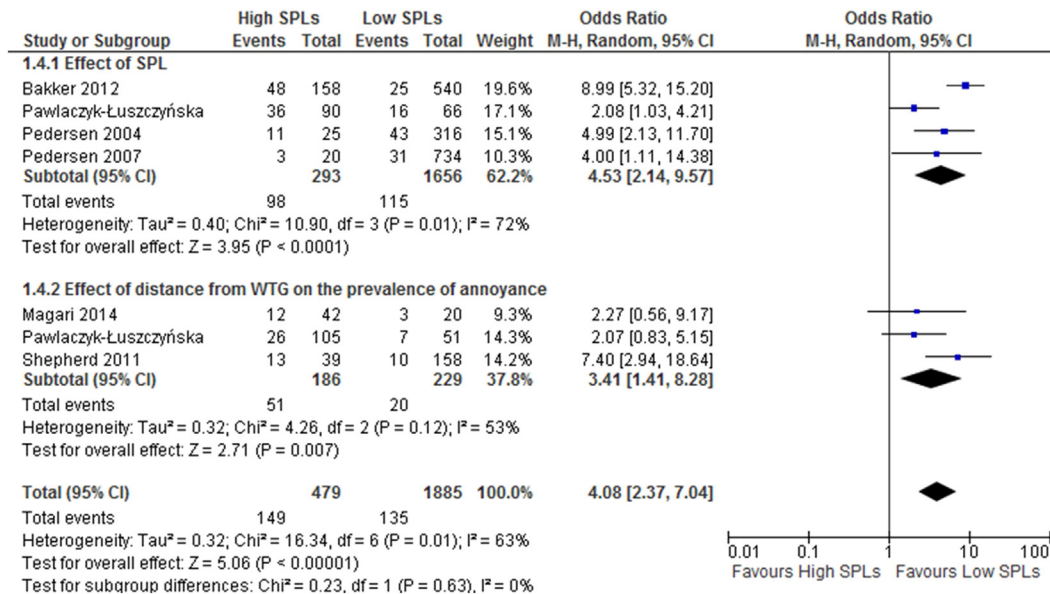 High SPLs Low SPLs Odds Ratio Odds Ratio
Study or Subgroup Events Total Events Total Weight M-H, Random, 95% CI M-H, Random, 95% CI
1.4.1 Effect of SPL
Bakker 2012 48 158 25 540 19.6% 8.99 [5.32, 15.20]
Pawlaczyk-Łuszczyńska 36 90 16 66 17.1% 2.08 [1.03, 4.21]
Pedersen 2004 11 25 43 316 15.1% 4.99 [2.13, 11.70]
Pedersen 2007 3 20 31 734 10.3% 4.00 [1.11, 14.38]
Subtotal (95% CI) 293 1656 62.2% 4.53 [2.14, 9.57]
Total events 98 115
Heterogeneity: Tau² = 0.40; Chi² = 10.90, df = 3 (P = 0.01); I² = 72%
Test for overall effect: Z = 3.95 (P < 0.0001)
1.4.2 Effect of distance from WTG on the prevalence of annoyance
Magari 2014 12 42 3 20 9.3% 2.27 [0.56, 9.17]
Pawlaczyk-Łuszczyńska 26 105 7 51 14.3% 2.07 [0.83, 5.15]
Shepherd 2011 13 39 10 158 14.2% 7.40 [2.94, 18.64]
Subtotal (95% CI) 186 229 37.8% 3.41 [1.41, 8.28]
Total events 51 20
Heterogeneity: Tau² = 0.32; Chi² = 4.26, df = 2 (P = 0.12); I² = 53%
Test for overall effect: Z = 2.71 (P = 0.007)
Total (95% CI) 479 1885 100.0% 4.08 [2.37, 7.04]
Total events 149 135
Heterogeneity: Tau² = 0.32; Chi² = 16.34, df = 6 (P = 0.01); I² = 63%
Test for overall effect: Z = 5.06 (P < 0.00001)
Test for subgroup differences: Chi² = 0.23, df = 1 (P = 0.63), I² = 0%
0.01 0.1 1 10 100
Favours High SPLs Favours Low SPLs